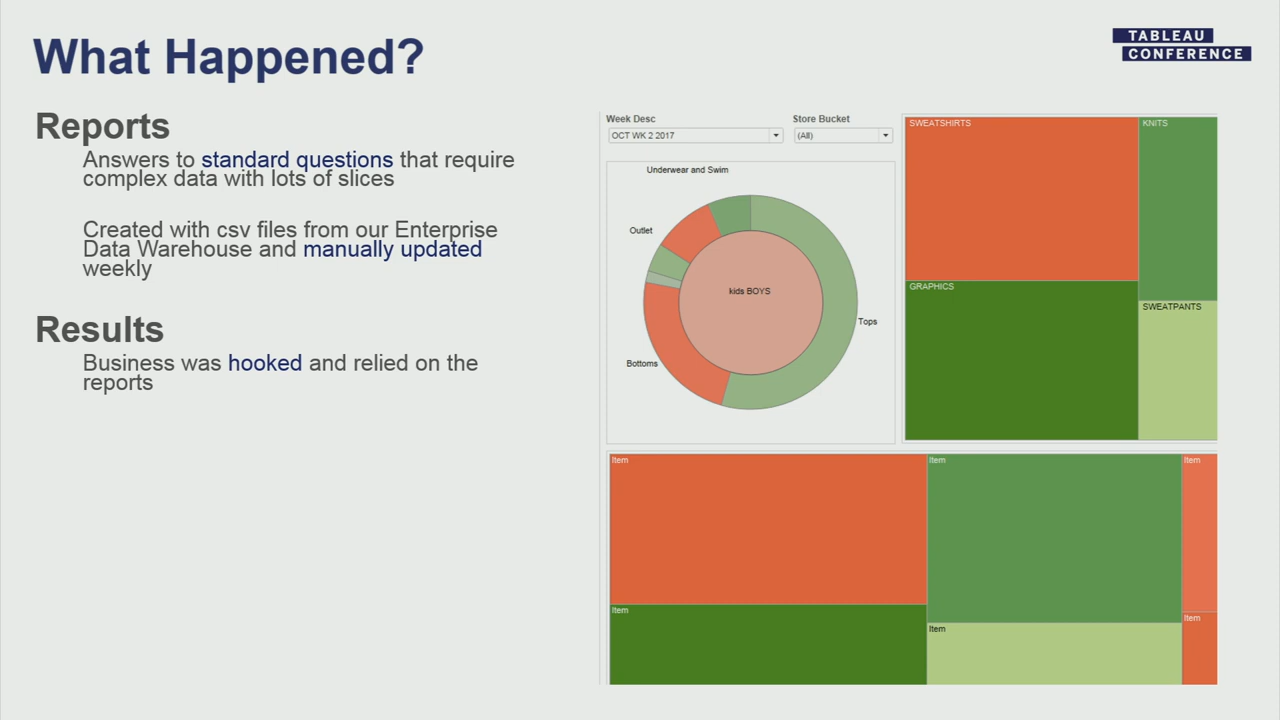 What Happened?
TABLEAU
CONFERENCE
Reports
Answers to standard questions that require
complex data with lots of slices
Created with csv files from our Enterprise
Data Warehouse and manually updated
weekly
Results
Business was hooked and relied on the
reports
Week Desc
OCT WK 2 2017
Store Bucket
(All)
Underwear and Swim
Outlet
kids BOYS
Tops
Bottoms
SWEATSHIRTS
KNITS
GRAPHICS
SWEATPANTS
Item
Item
Item
Item
Item
Item